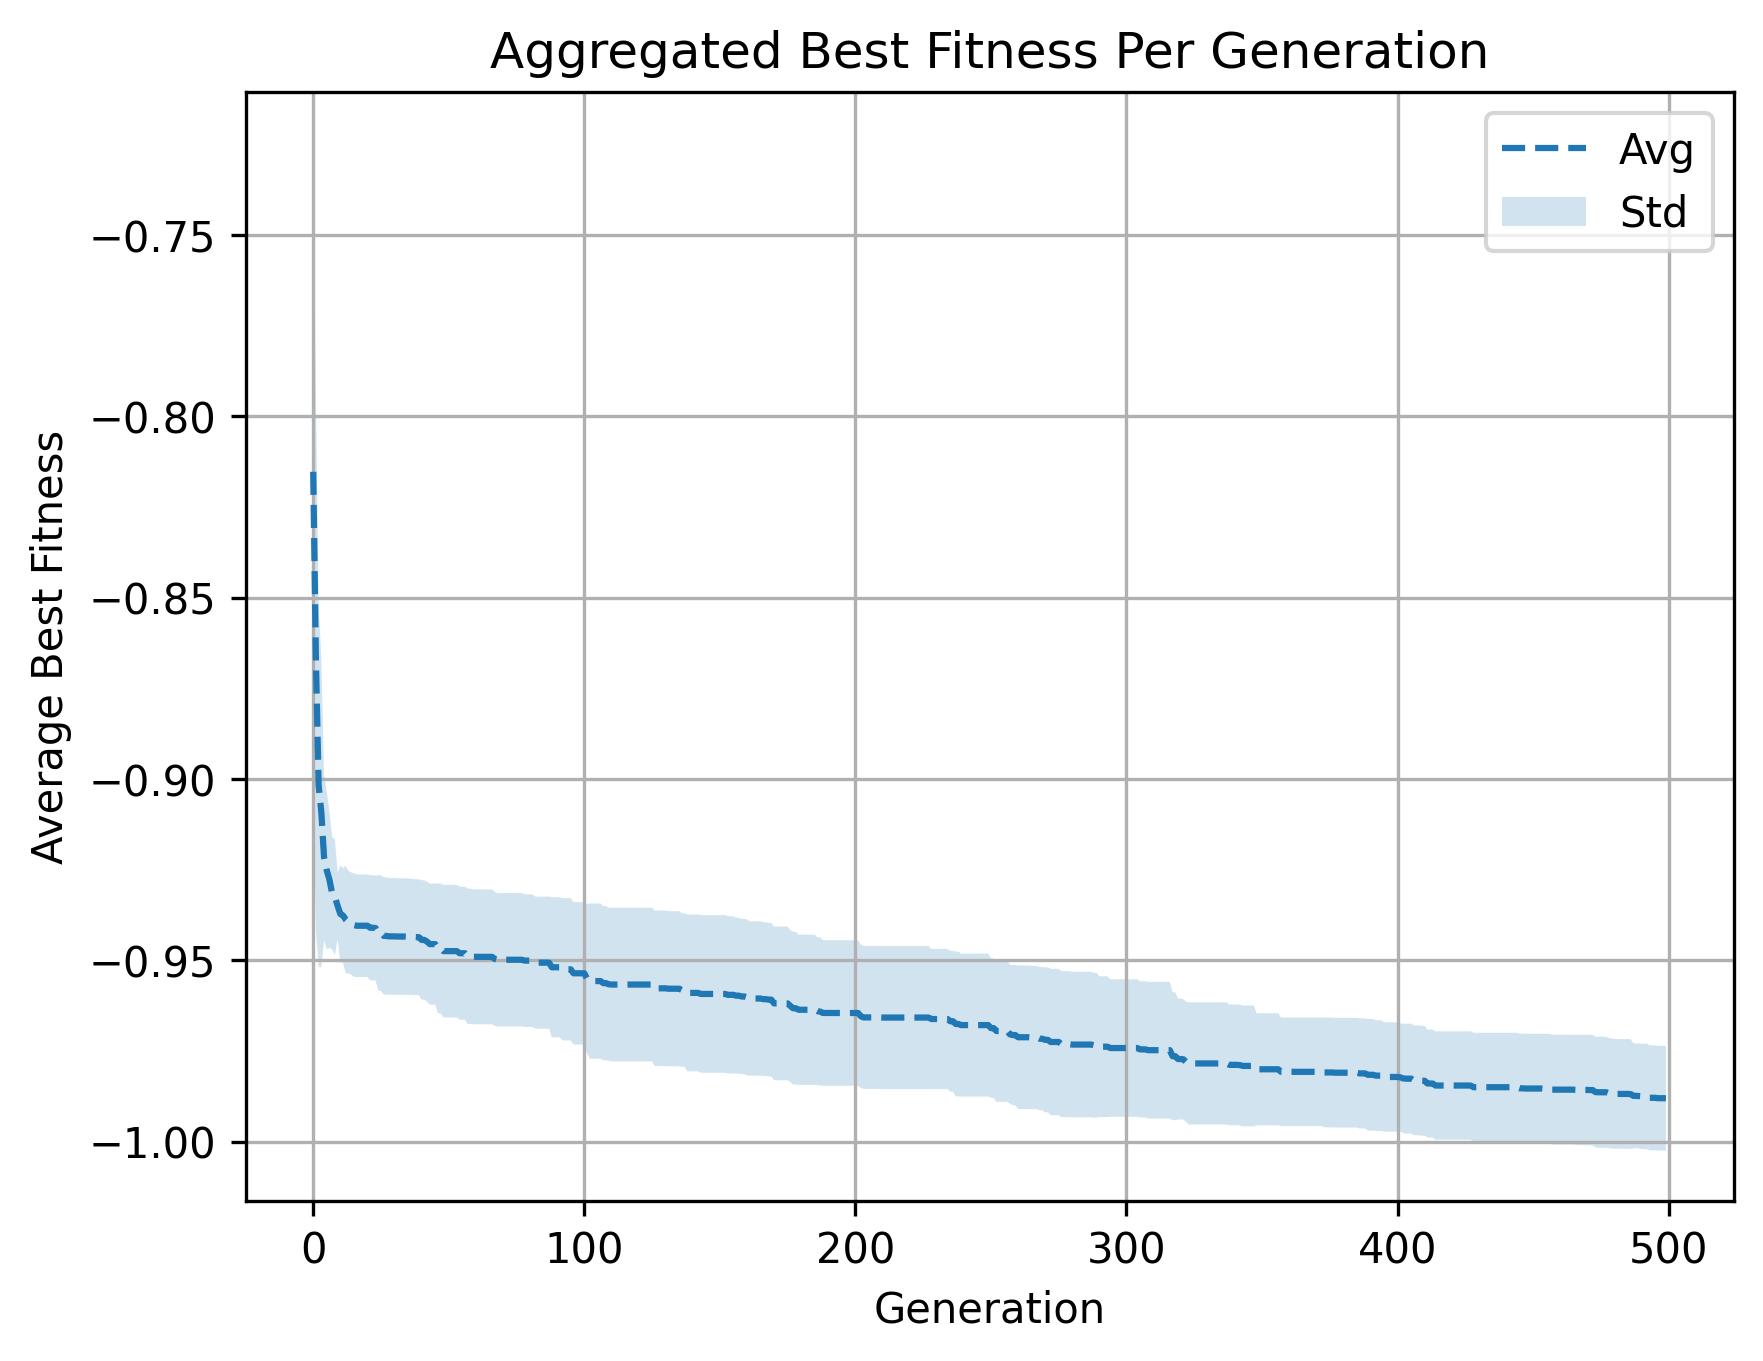 Aggregated Best Fitness Per Generation
Avg
Std
Average Best Fitness
−0.75
−0.80
−0.85
−0.90
−0.95
−1.00
0 100 200 300 400 500
Generation